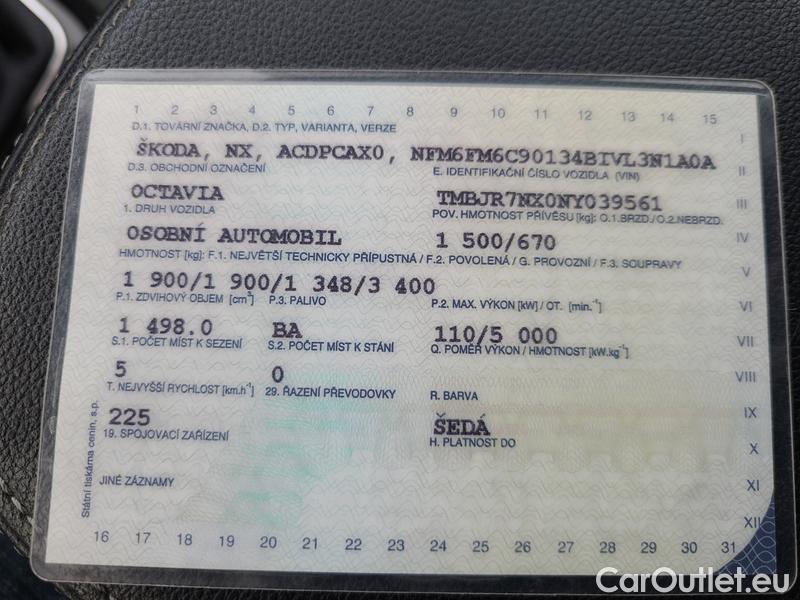 1 2 3 4 5 6 7 8 9 10 11 12 13 14 15
D.1. TOVÁRNÍ ZNAČKA, D.2. TYP, VARIANTA, VERZE I
ŠKODA, NX, ACDPCAX0, NFM6FM6C90134BIVL3N1A0A
D.3. OBCHODNÍ OZNAČENÍ E. IDENTIFIKAČNÍ ČÍSLO VOZIDLA (VIN) II
OCTAVIA TMBJR7NX0NY039561 III
1. DRUH VOZIDLA POV. HMOTNOST PŘÍVĚSU [kg]: O.1.BRZD./O.2.NEBRZD.
OSOBNÍ AUTOMOBIL 1 500/670 IV
HMOTNOST [kg]: F.1. NEJVĚTŠÍ TECHNICKY PŘÍPUSTNÁ / F.2. POVOLENÁ / G. PROVOZNÍ / F.3. SOUPRAVY
1 900/1 900/1 348/3 400 V
P.1. ZDVIHOVÝ OBJEM [cm³] P.3. PALIVO P.2. MAX. VÝKON [kW] / OT. [min.⁻¹] VI
1 498.0 BA 110/5 000 VII
S.1. POČET MÍST K SEZENÍ S.2. POČET MÍST K STÁNÍ Q. POMĚR VÝKON / HMOTNOST [kW.kg⁻¹]
5 0 VIII
T. NEJVYŠŠÍ RYCHLOST [km.h⁻¹] 29. ŘAZENÍ PŘEVODOVKY R. BARVA
225 ŠEDÁ IX
19. SPOJOVACÍ ZAŘÍZENÍ H. PLATNOST DO X
JINÉ ZÁZNAMY XI
XII
16 17 18 19 20 21 22 23 24 25 26 27 28 29 30 31
Státní tiskárna cenin, s.p.
CarOutlet.eu